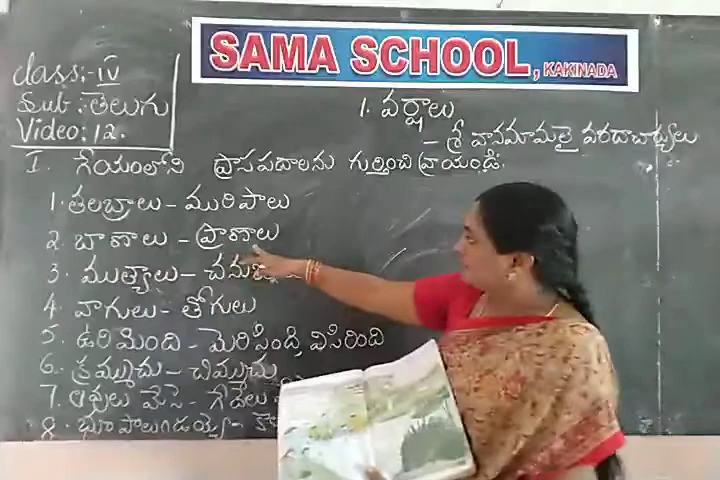 SAMA SCHOOL, KAKINADA
Class:- IV
Sub :- తెలుగు
Video: 12.
1. వర్షాలు
- శ్రీ వానమామలై వరదాచార్యులు
I. గేయంలోని ప్రాసపదాలను గుర్తించి వ్రాయండి.
1. తలబ్రాలు - మురిపాలు
2. బాణాలు - ప్రాణాలు
3. ముత్యాలు -
4. వాగులు - తోగులు
5. ఉరిమింది - మెరిసింది విసిరింది
6. క్రమ్ముచు - చిమ్ముచు
7. ఆవులు మేసె - గేదెలు
8.